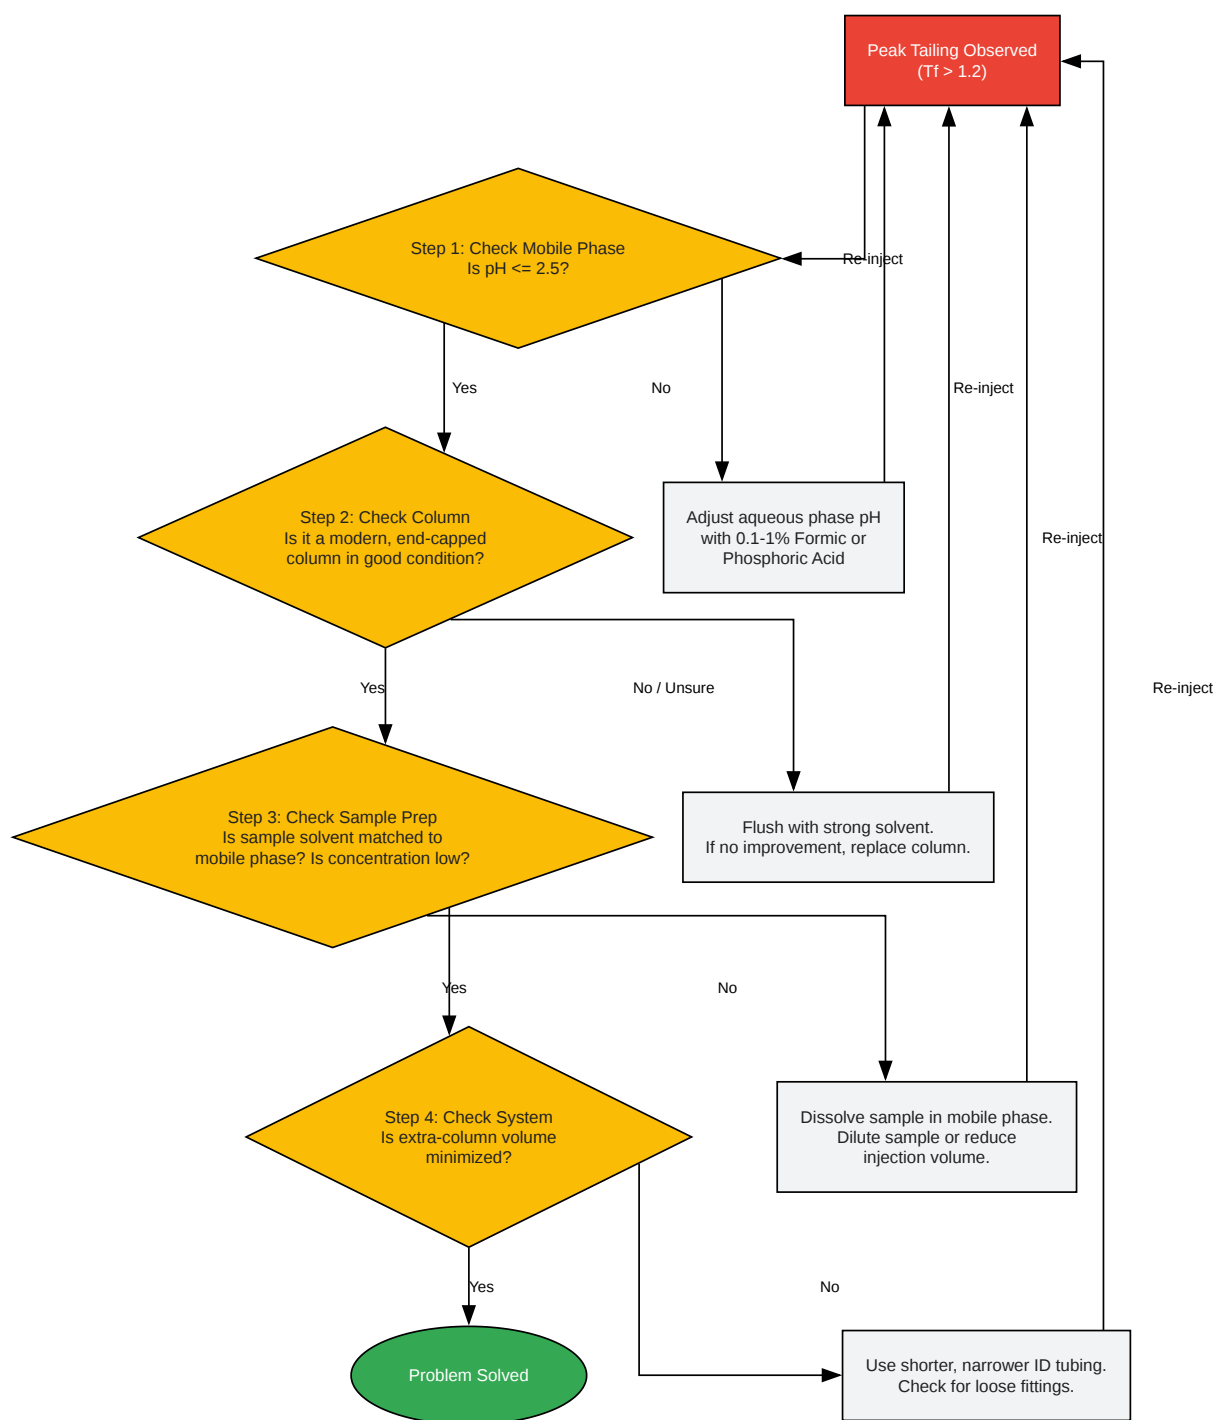 Peak Tailing Observed
(Tf > 1.2)
Step 1: Check Mobile Phase
Is pH <= 2.5?
Re-inject
Yes
No
Re-inject
Step 2: Check Column
Is it a modern, end-capped
column in good condition?
Adjust aqueous phase pH
with 0.1-1% Formic or
Phosphoric Acid
Re-inject
Yes
No / Unsure
Re-inject
Step 3: Check Sample Prep
Is sample solvent matched to
mobile phase? Is concentration low?
Flush with strong solvent.
If no improvement, replace column.
Yes
No
Step 4: Check System
Is extra-column volume
minimized?
Dissolve sample in mobile phase.
Dilute sample or reduce
injection volume.
Yes
No
Problem Solved
Use shorter, narrower ID tubing.
Check for loose fittings.